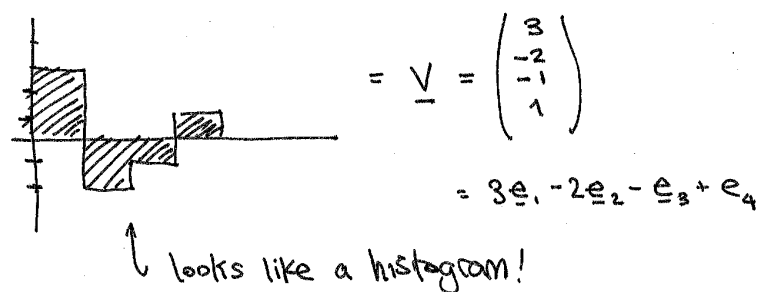 = V = ( 3 -2 -1 1 )
= 3e₁ - 2e₂ - e₃ + e₄
looks like a histogram!